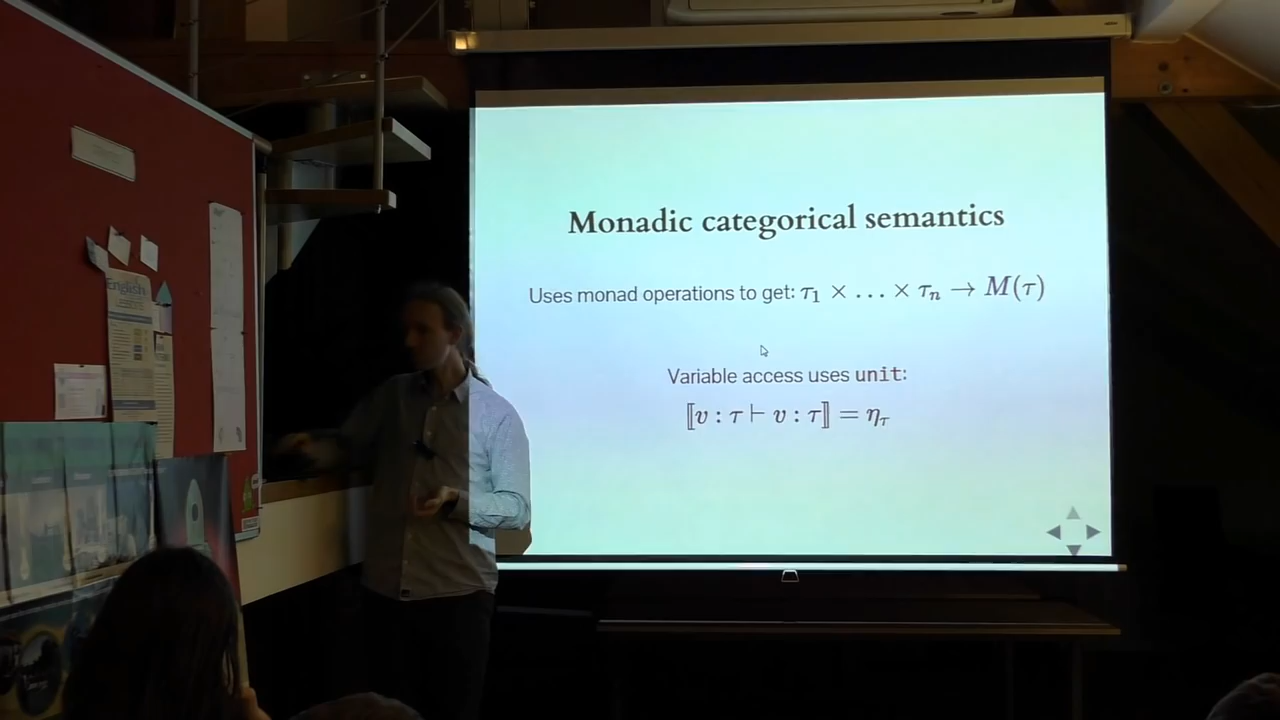 English
Monadic categorical semantics
Uses monad operations to get: τ₁ × … × τₙ → M(τ)
Variable access uses unit:
⟦v : τ ⊢ v : τ⟧ = η_τ